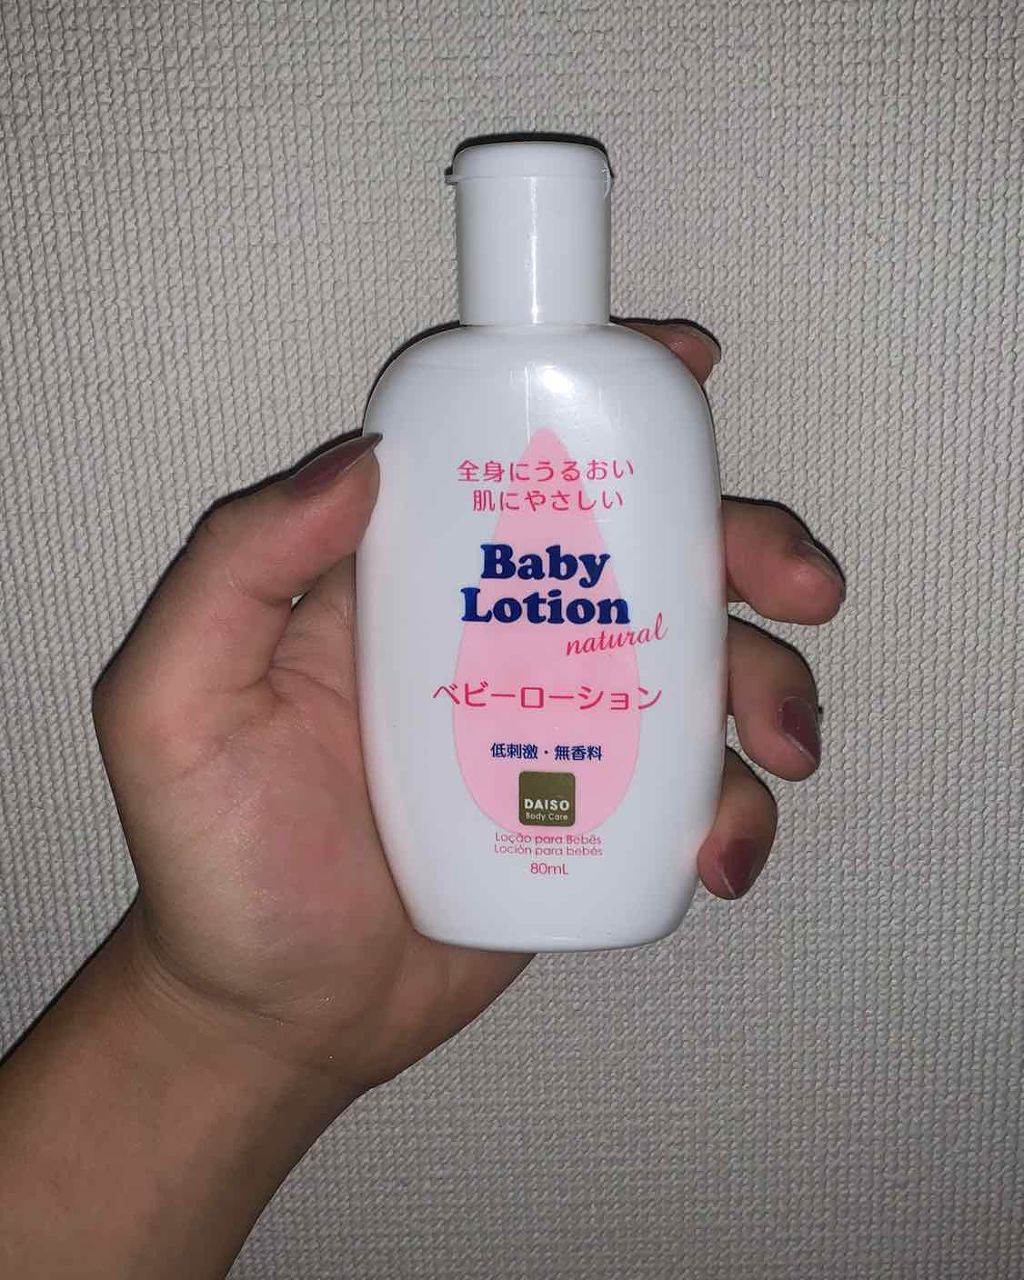 全身にうるおい
肌にやさしい
Baby
Lotion
natural
ベビーローション
低刺激・無香料
DAISO
Body Care
Loção para Bebês
Loción para bebés
80mL